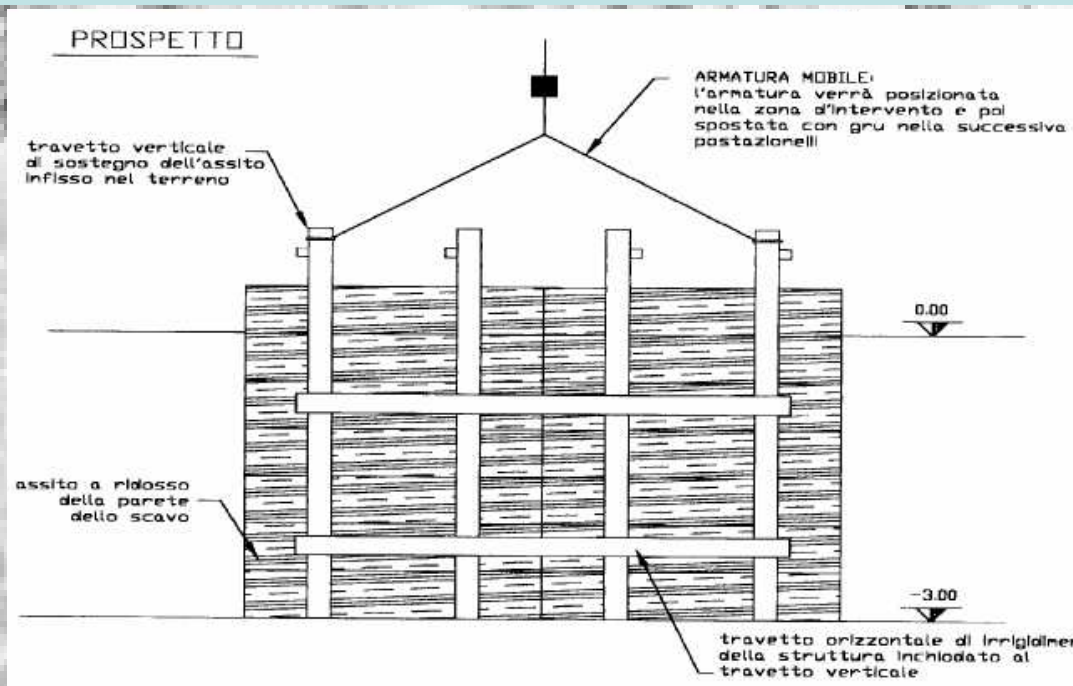 PROSPETTO
ARMATURA MOBILE:
l'armatura verrà posizionata
nella zona d'intervento e poi
spostata con gru nella successiva
postazionelli
travetto verticale
di sostegno dell'assito
infisso nel terreno
0.00
assito a ridosso
della parete
dello scavo
-3.00
travetto orizzontale di irrigidimen
della struttura inchiodato al
travetto verticale